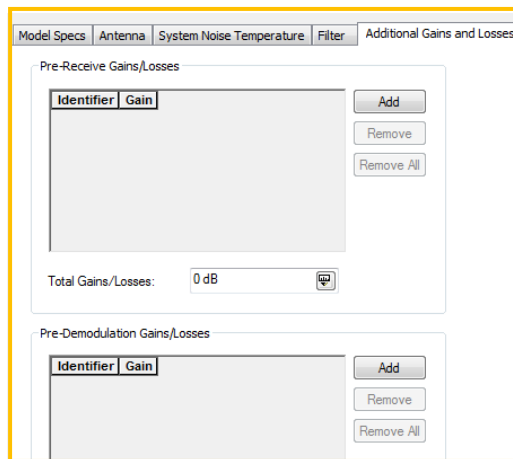 Model Specs Antenna System Noise Temperature Filter Additional Gains and Losses
Pre-Receive Gains/Losses
Identifier Gain
Add
Remove
Remove All
Total Gains/Losses: 0 dB
Pre-Demodulation Gains/Losses
Identifier Gain
Add
Remove
Remove All